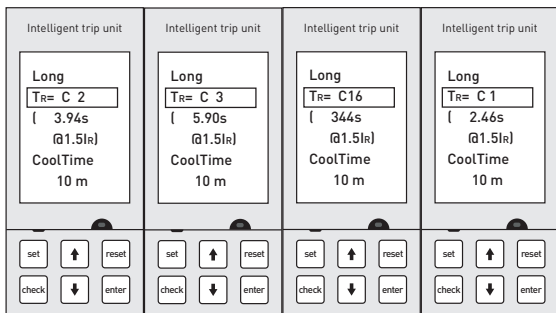 Intelligent trip unit
Long
TR= C 2
( 3.94s
@1.5IR)
CoolTime
10 m
set
reset
check
enter
Intelligent trip unit
Long
TR= C 3
( 5.90s
@1.5IR)
CoolTime
10 m
set
reset
check
enter
Intelligent trip unit
Long
TR= C16
( 344s
@1.5IR)
CoolTime
10 m
set
reset
check
enter
Intelligent trip unit
Long
TR= C 1
( 2.46s
@1.5IR)
CoolTime
10 m
set
reset
check
enter